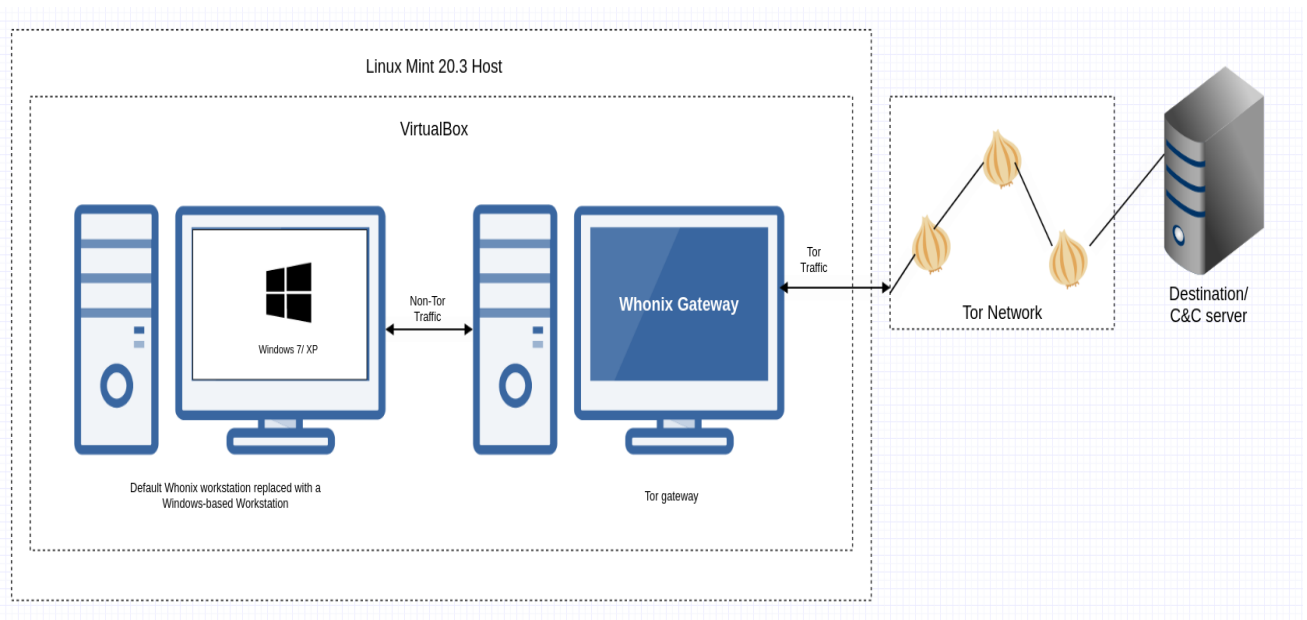 Linux Mint 20.3 Host
VirtualBox
Windows 7/ XP
Non-Tor
Traffic
Whonix Gateway
Tor
Traffic
Tor Network
Destination/
C&C server
Default Whonix workstation replaced with a
Windows-based Workstation
Tor gateway